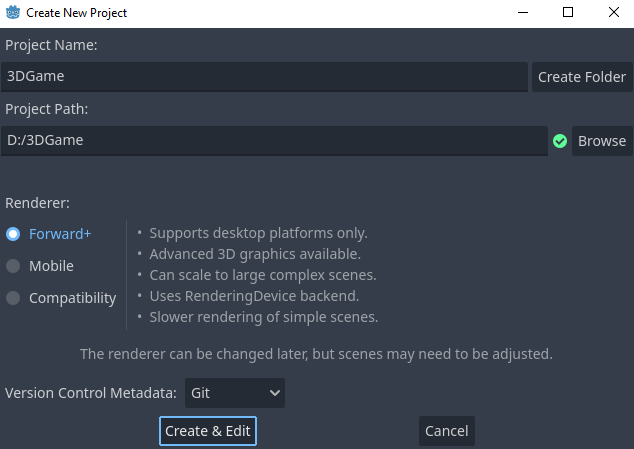 Create New Project
Project Name:
3DGame
Create Folder
Project Path:
D:/3DGame
Browse
Renderer:
Forward+
Mobile
Compatibility
• Supports desktop platforms only.
• Advanced 3D graphics available.
• Can scale to large complex scenes.
• Uses RenderingDevice backend.
• Slower rendering of simple scenes.
The renderer can be changed later, but scenes may need to be adjusted.
Version Control Metadata: Git
Create & Edit
Cancel